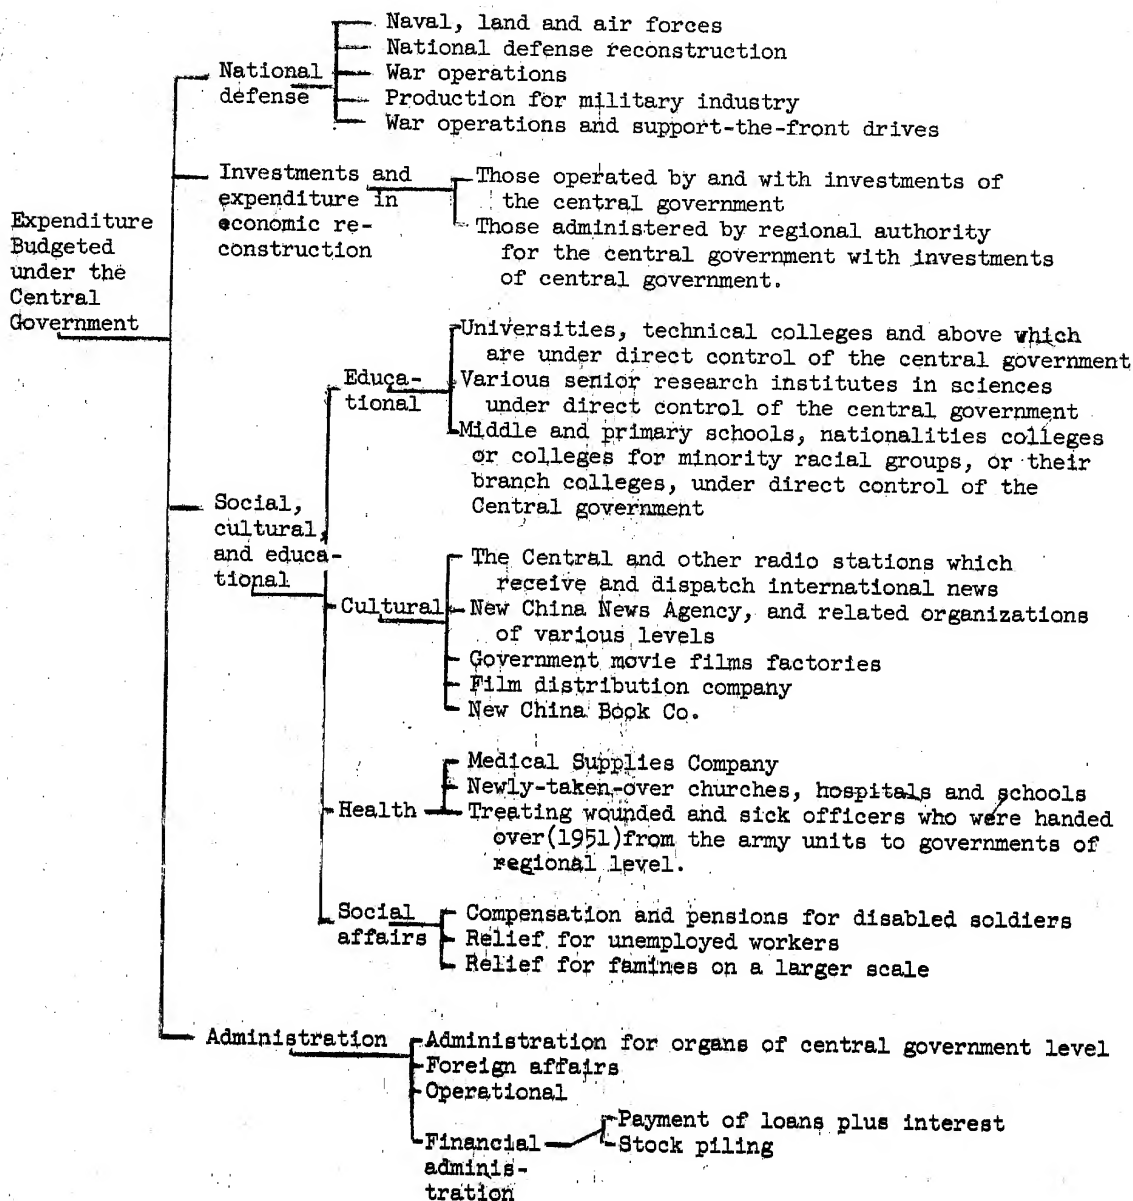 Expenditure
Budgeted
under the
Central
Government
National
defense
Naval, land and air forces
National defense reconstruction
War operations
Production for military industry
War operations and support-the-front drives
Investments and
expenditure in
economic re-
construction
Those operated by and with investments of
the central government
Those administered by regional authority
for the central government with investments
of central government.
Social,
cultural,
and educa-
tional
Educa-
tional
Universities, technical colleges and above which
are under direct control of the central government
Various senior research institutes in sciences
under direct control of the central government
Middle and primary schools, nationalities colleges
or colleges for minority racial groups, or their
branch colleges, under direct control of the
Central government
Cultural
The Central and other radio stations which
receive and dispatch international news
New China News Agency, and related organizations
of various levels
Government movie films factories
Film distribution company
New China Book Co.
Health
Medical Supplies Company
Newly-taken-over churches, hospitals and schools
Treating wounded and sick officers who were handed
over(1951)from the army units to governments of
regional level.
Social
affairs
Compensation and pensions for disabled soldiers
Relief for unemployed workers
Relief for famines on a larger scale
Administration
Administration for organs of central government level
Foreign affairs
Operational
Financial
adminis-
tration
Payment of loans plus interest
Stock piling